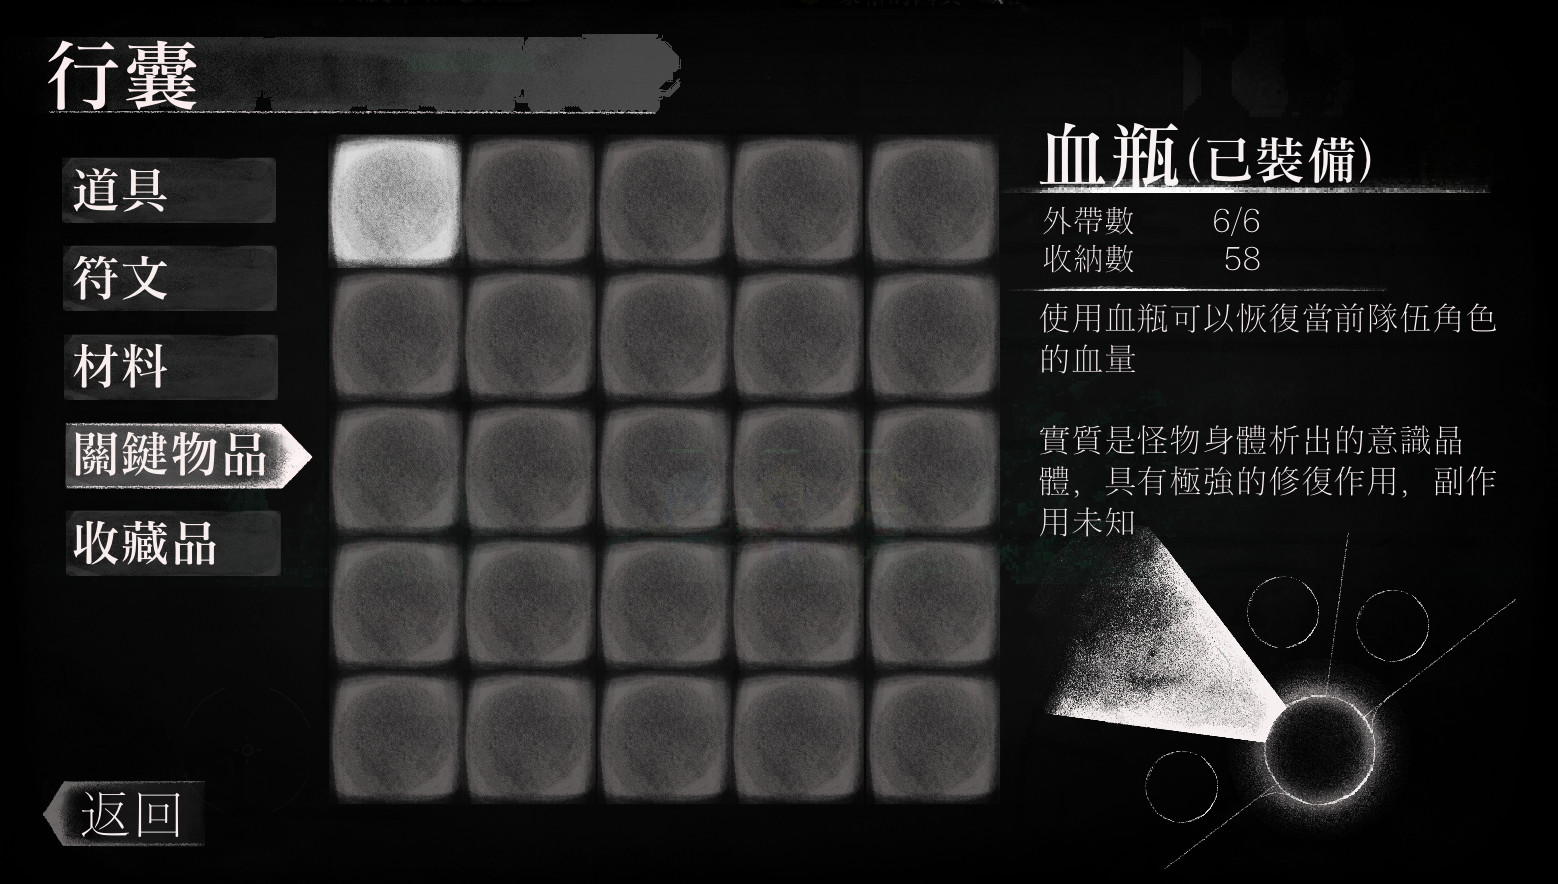 行囊
道具
符文
材料
關鍵物品
收藏品
返回
血瓶(已裝備)
外帶數 6/6
收納數 58
使用血瓶可以恢復當前隊伍角色
的血量
實質是怪物身體析出的意識晶
體，具有極強的修復作用，副作
用未知